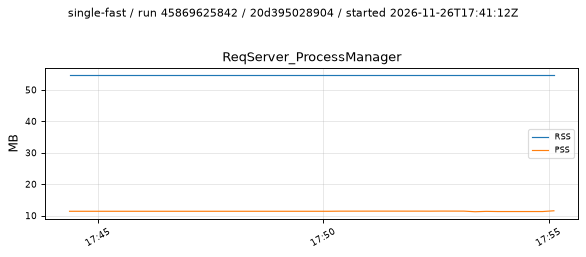 single-fast / run 45869625842 / 20d395028904 / started 2026-11-26T17:41:12Z
ReqServer_ProcessManager
MB
50
40
30
20
10
RSS
PSS
17:45
17:50
17:55